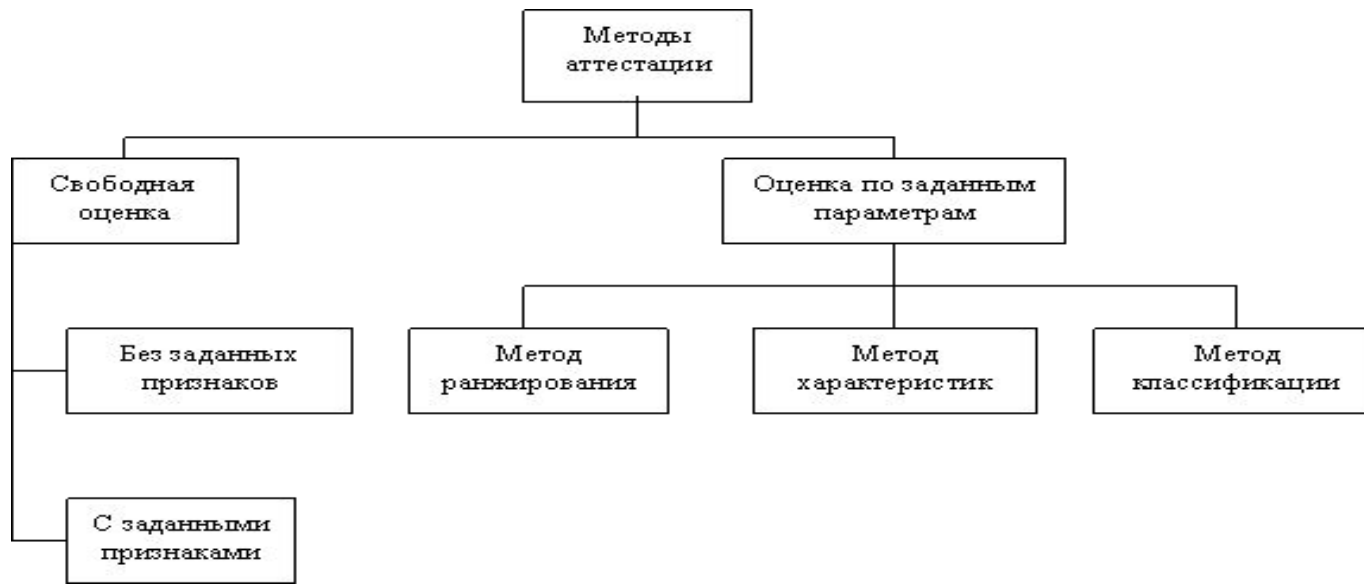 Методы
аттестации
Свободная
оценка
Оценка по заданным
параметрам
Без заданных
признаков
Метод
ранжирования
Метод
характеристик
Метод
классификации
С заданными
признаками